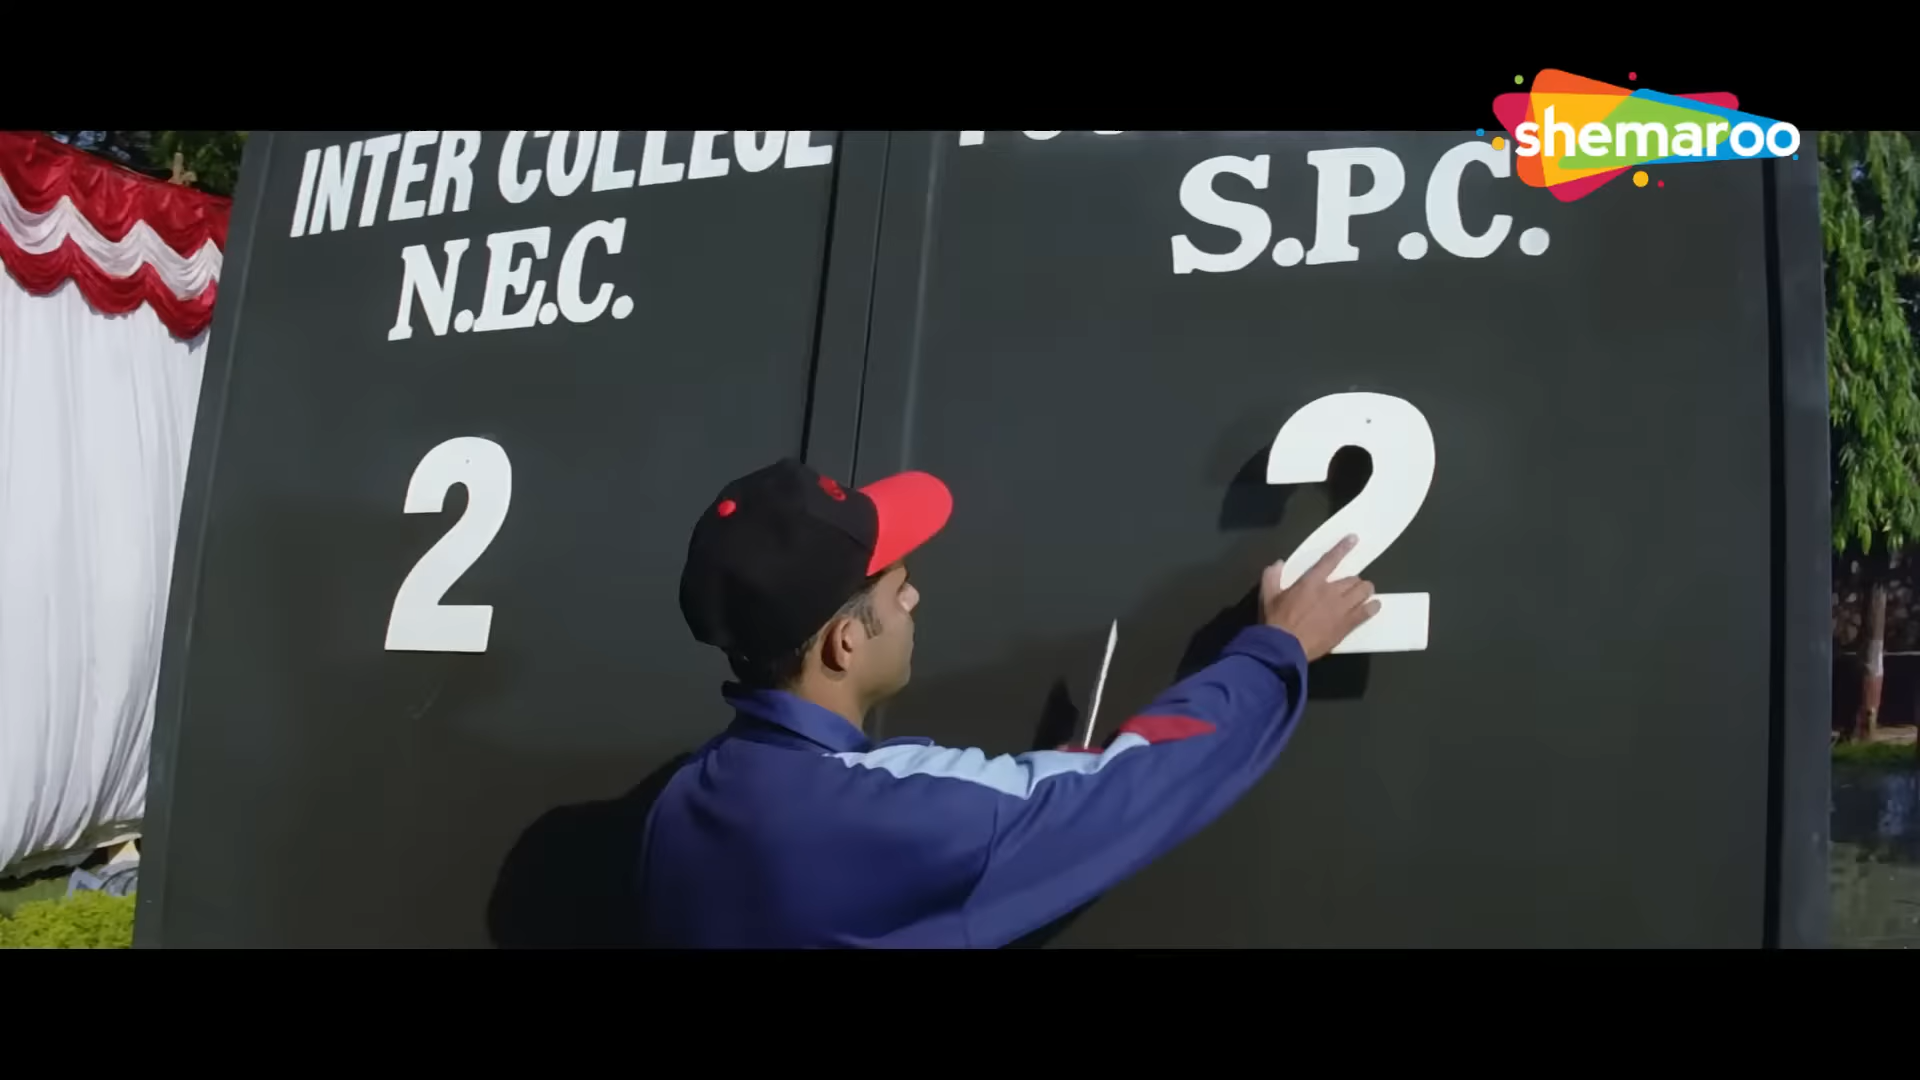 shemaroo
INTER COLLEGE
N.E.C.
S.P.C.
2
2